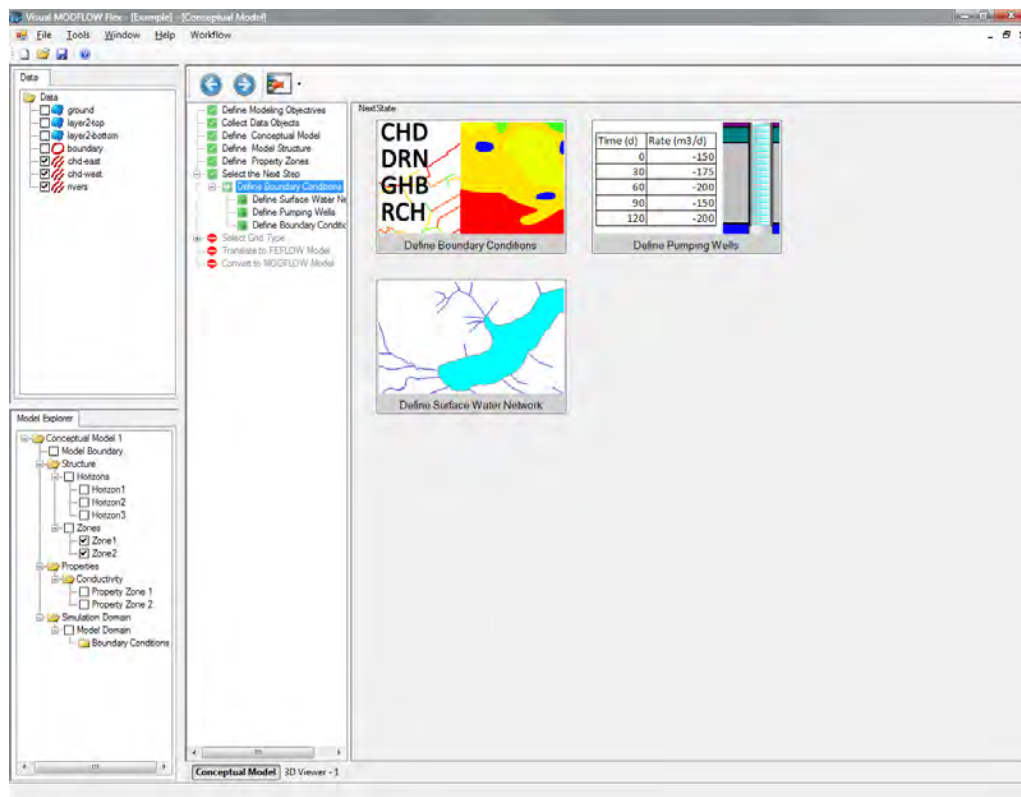 Visual MODFLOW Flex - [Example] - [Conceptual Model]
File Tools Window Help Workflow
Data
Data
ground
layer2-top
layer2-bottom
boundary
chd-east
chd-west
rivers
Model Explorer
Conceptual Model 1
Model Boundary
Structure
Horizons
Horizon1
Horizon2
Horizon3
Zones
Zone1
Zone2
Properties
Conductivity
Property Zone 1
Property Zone 2
Simulation Domain
Model Domain
Boundary Conditions
Define Modeling Objectives
Collect Data Objects
Define Conceptual Model
Define Model Structure
Define Property Zones
Select the Next Step
Define Boundary Conditions
Define Surface Water Ne
Define Pumping Wells
Define Boundary Conditio
Select Grid Type
Translate to FEFLOW Model
Convert to MODFLOW Model
NextState
CHD
DRN
GHB
RCH
Define Boundary Conditions
Time (d) Rate (m3/d)
0 -150
30 -175
60 -200
90 -150
120 -200
Define Pumping Wells
Define Surface Water Network
Conceptual Model 3D Viewer - 1